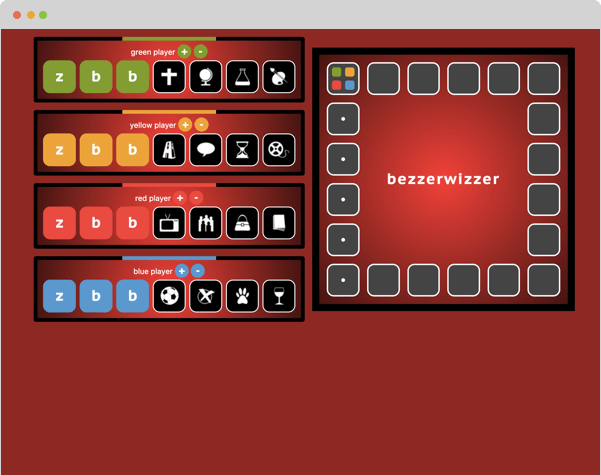 green player + -
z b b
yellow player + -
z b b
red player + -
z b b
blue player + -
z b b
bezzerwizzer